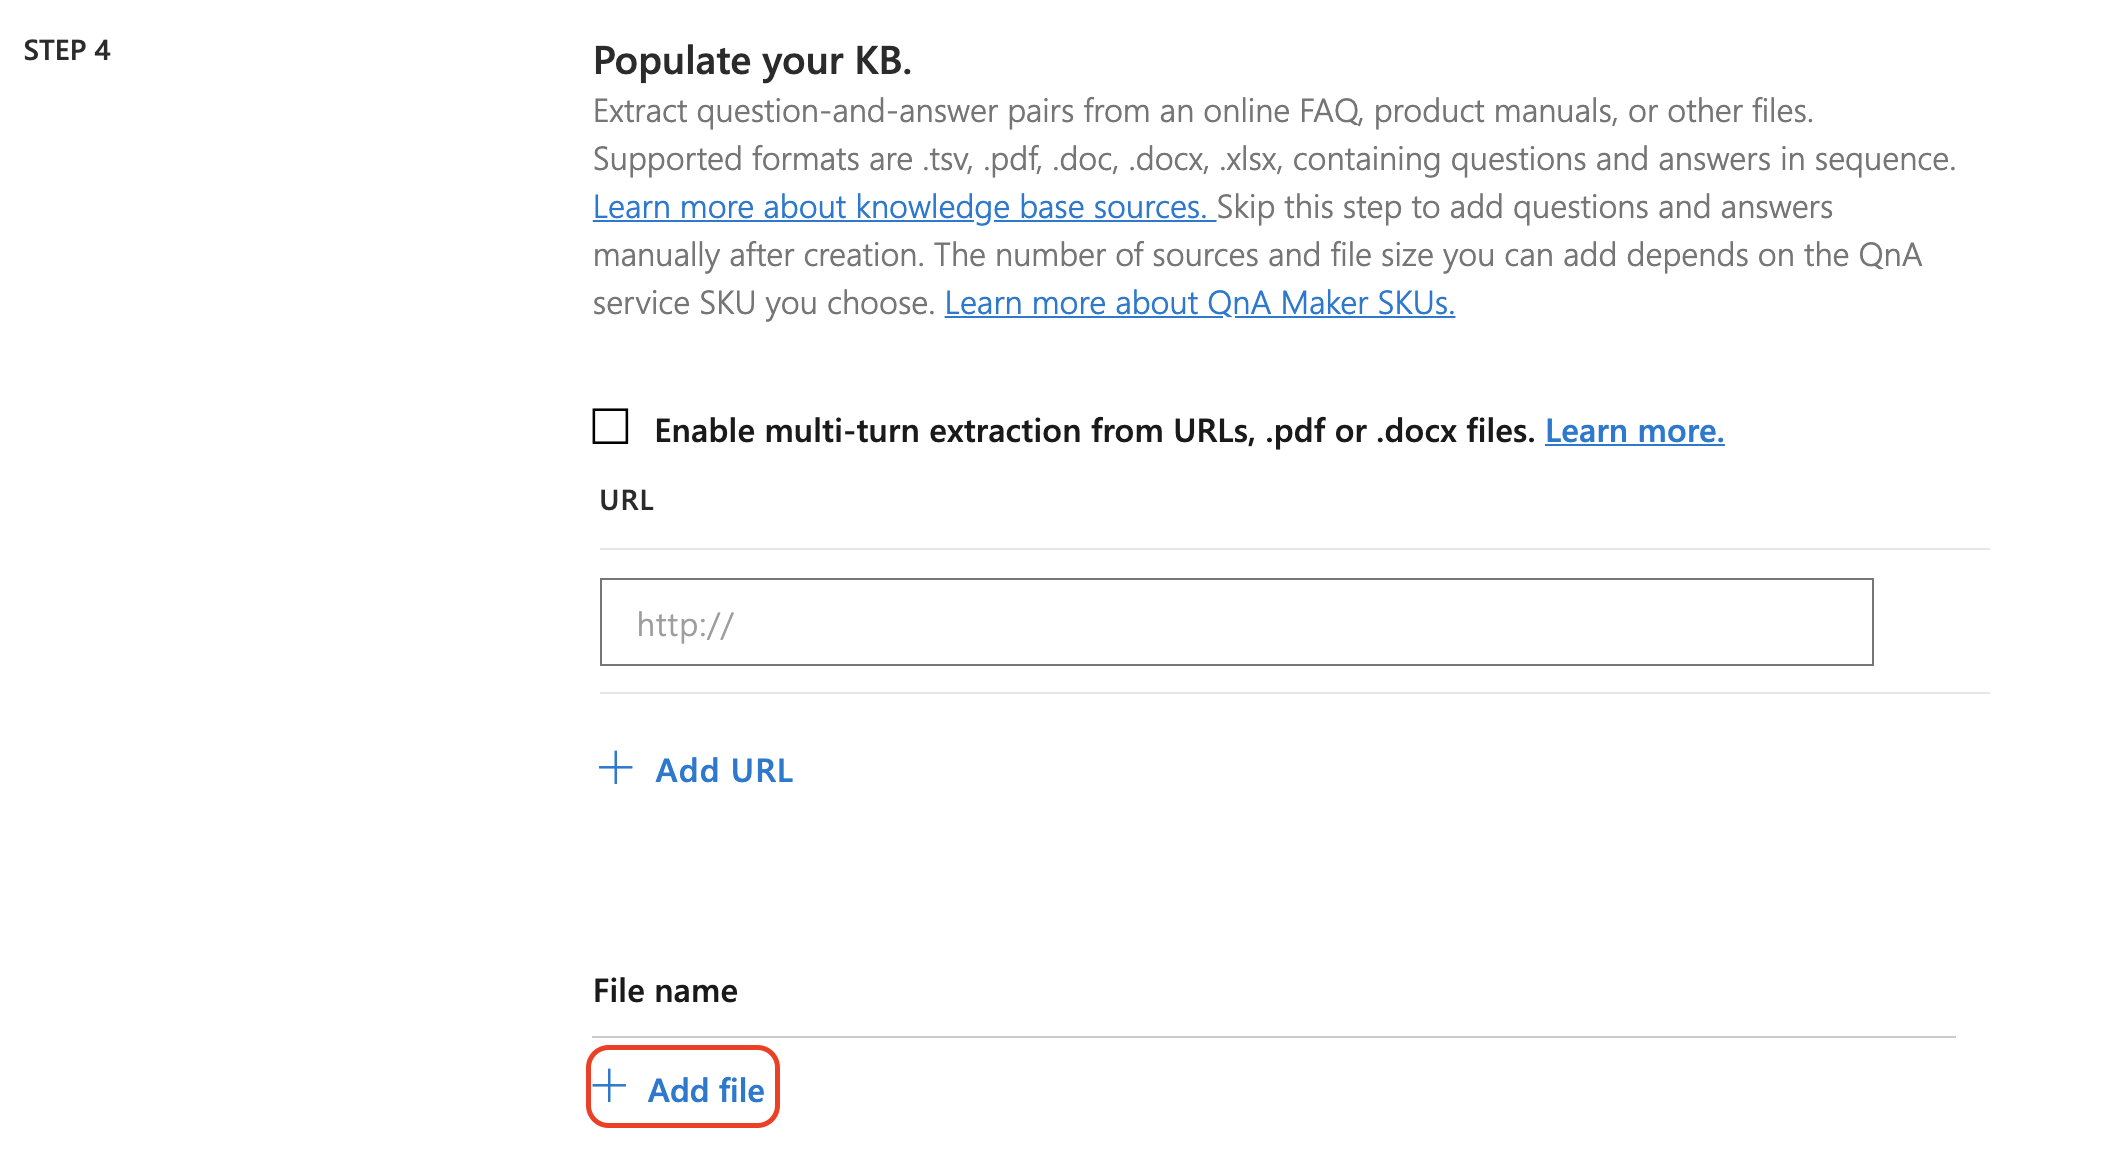 STEP 4
Populate your KB.
Extract question-and-answer pairs from an online FAQ, product manuals, or other files.
Supported formats are .tsv, .pdf, .doc, .docx, .xlsx, containing questions and answers in sequence.
Learn more about knowledge base sources. Skip this step to add questions and answers
manually after creation. The number of sources and file size you can add depends on the QnA
service SKU you choose. Learn more about QnA Maker SKUs.
Enable multi-turn extraction from URLs, .pdf or .docx files. Learn more.
URL
http://
Add URL
File name
Add file